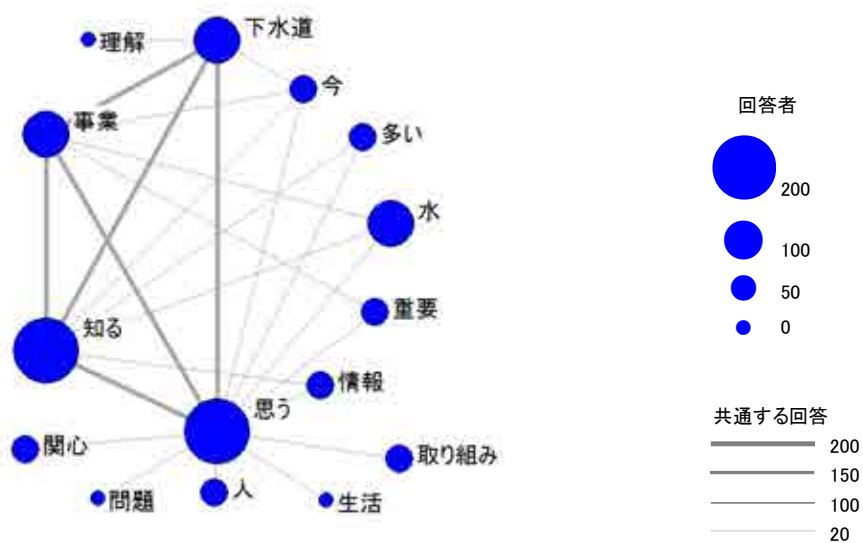 下水道
理解
今
事業
多い
水
重要
知る
情報
思う
関心
取り組み
人
問題
生活
回答者
200
100
50
0
共通する回答
200
150
100
20